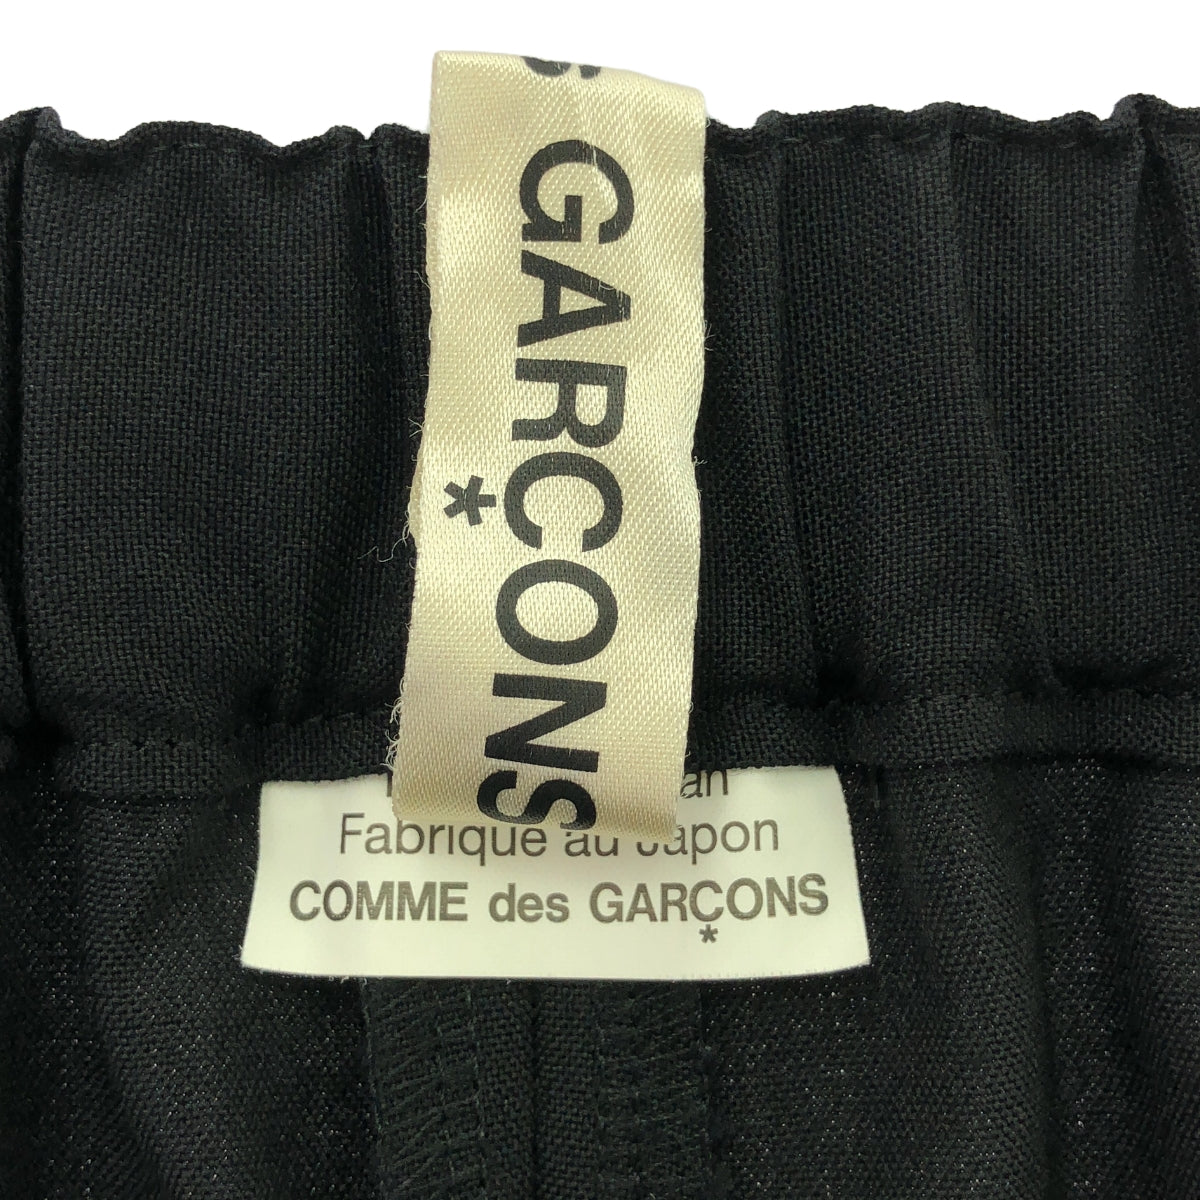 GARÇONS
Fabrique au Japon
COMME des GARÇONS
*